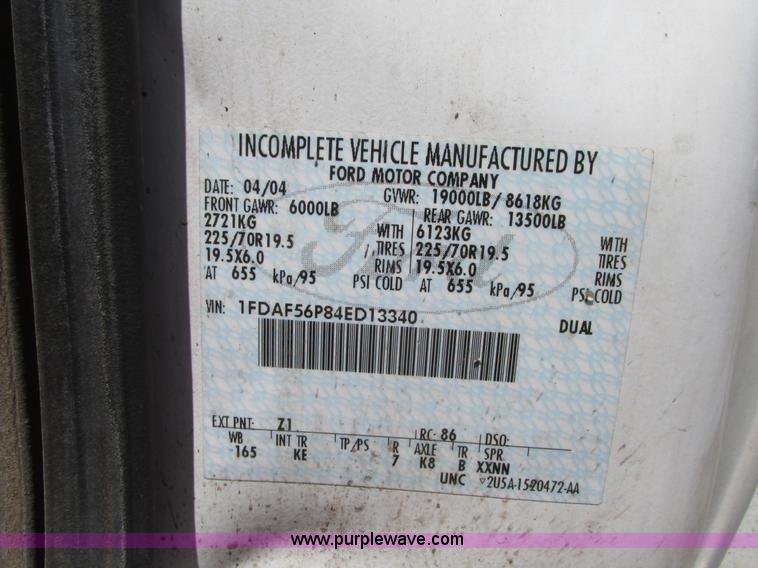 INCOMPLETE VEHICLE MANUFACTURED BY
FORD MOTOR COMPANY
DATE: 04/04 GVWR: 19000LB/ 8618KG
FRONT GAWR: 6000LB REAR GAWR: 13500LB
2721KG WITH 6123KG WITH
225/70R19.5 TIRES 225/70R19.5 TIRES
19.5X6.0 RIMS 19.5X6.0 RIMS
AT 655 kPa/95 PSI COLD AT 655 kPa/95 PSI COLD
Ford
VIN: 1FDAF56P84ED13340 DUAL
EXT PNT: Z1 RC: 86 DSO:
WB INT TR TP/PS R AXLE TR SPR
165 KE 7 K8 B XXNN
UNC ▽2U5A-1520472-AA
www.purplewave.com